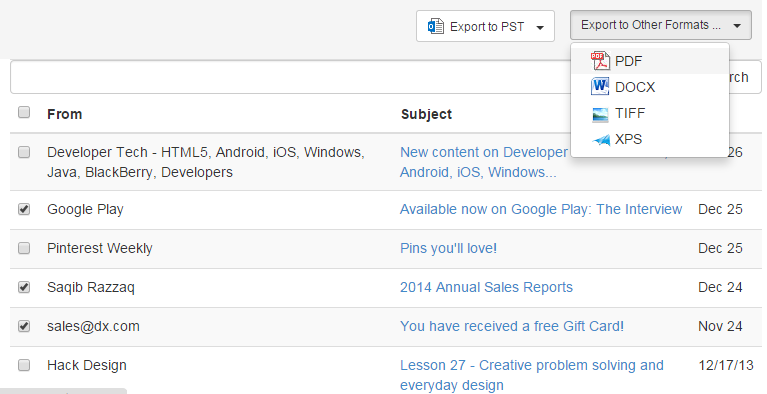 Export to PST
Export to Other Formats ...
PDF
DOCX
TIFF
XPS
rch
From Subject
Developer Tech - HTML5, Android, iOS, Windows, New content on Developer 26
Java, BlackBerry, Developers Android, iOS, Windows...
Google Play Available now on Google Play: The Interview Dec 25
Pinterest Weekly Pins you'll love! Dec 25
Saqib Razzaq 2014 Annual Sales Reports Dec 24
sales@dx.com You have received a free Gift Card! Nov 24
Hack Design Lesson 27 - Creative problem solving and 12/17/13
everyday design